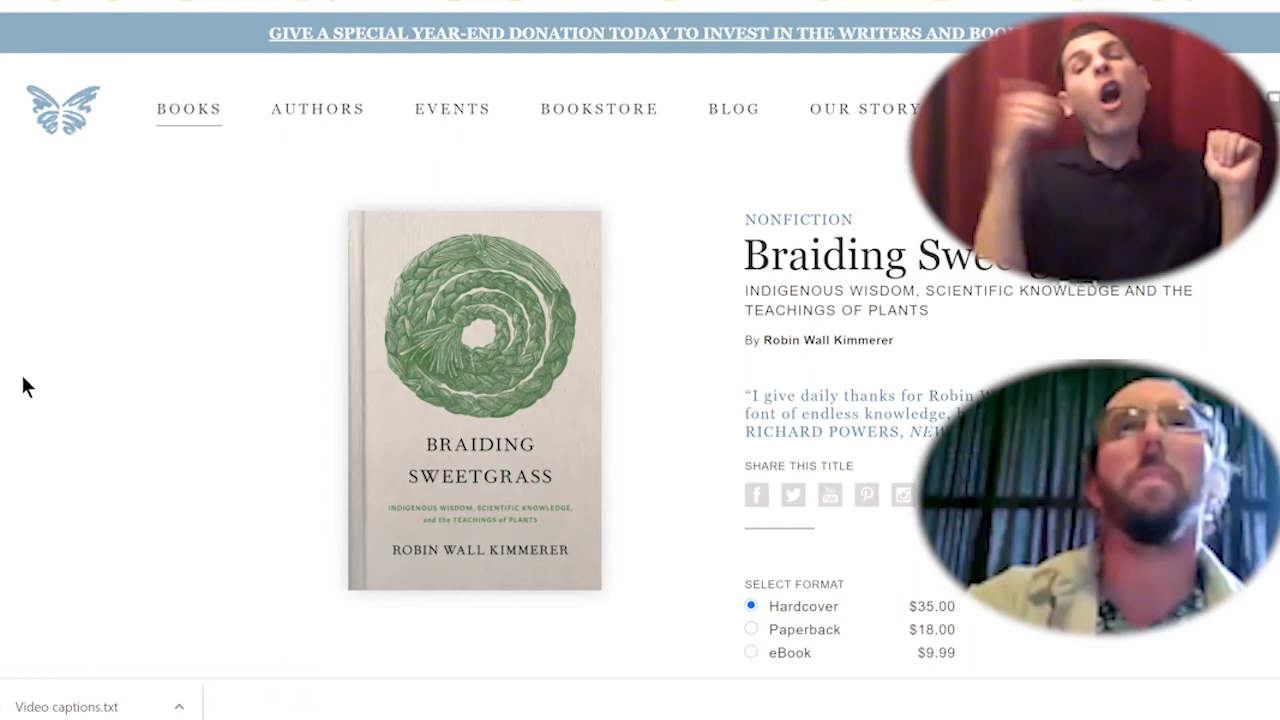 GIVE A SPECIAL YEAR-END DONATION TODAY TO INVEST IN THE WRITERS AND
BOOKS AUTHORS EVENTS BOOKSTORE BLOG OUR STORY
NONFICTION
Braiding
INDIGENOUS WISDOM, SCIENTIFIC KNOWLEDGE AND THE
TEACHINGS OF PLANTS
By Robin Wall Kimmerer
“I give daily thanks for Robin
font of endless knowledge,
RICHARD POWERS,
SHARE THIS TITLE
SELECT FORMAT
Hardcover $35.00
Paperback $18.00
eBook $9.99
BRAIDING
SWEETGRASS
INDIGENOUS WISDOM, SCIENTIFIC KNOWLEDGE,
and the TEACHINGS of PLANTS
ROBIN WALL KIMMERER
Video captions.txt